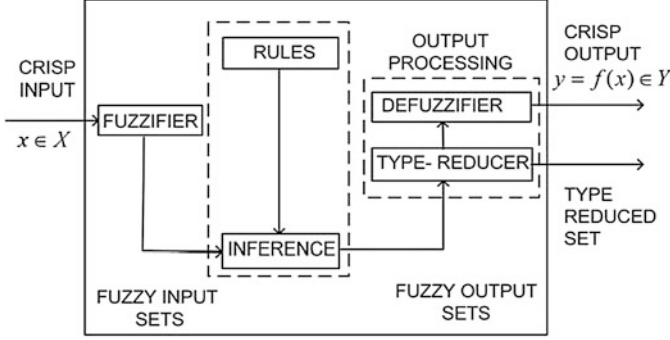 CRISP
INPUT
x ∈ X
FUZZIFIER
RULES
INFERENCE
FUZZY INPUT
SETS
OUTPUT
PROCESSING
DEFUZZIFIER
TYPE- REDUCER
FUZZY OUTPUT
SETS
CRISP
OUTPUT
y = f(x) ∈ Y
TYPE
REDUCED
SET